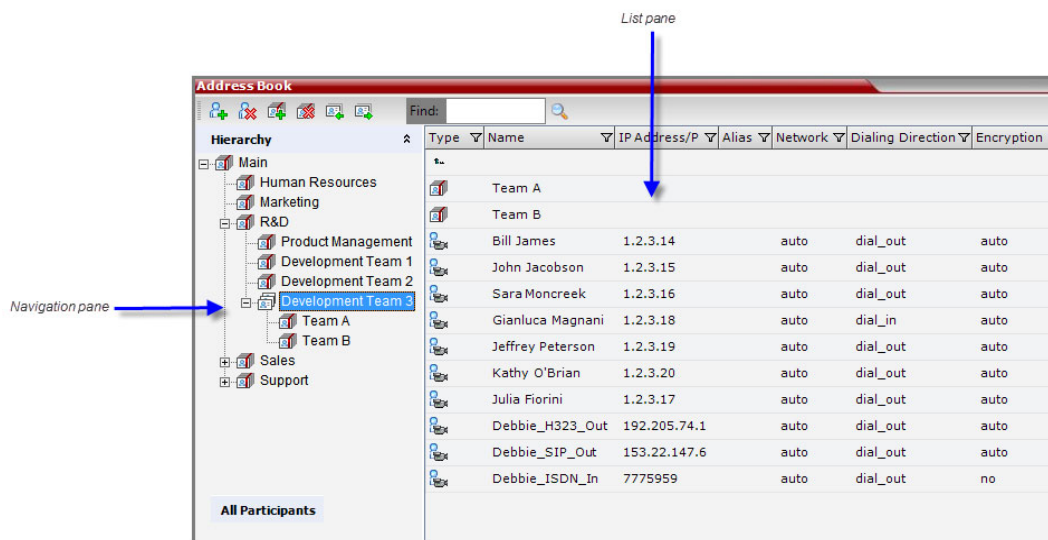 List pane
Address Book
Find:
Hierarchy
Type Name IP Address/P Alias Network Dialing Direction Encryption
Main
Human Resources
Marketing
R&D
Product Management
Development Team 1
Development Team 2
Development Team 3
Team A
Team B
Sales
Support
Navigation pane
All Participants
Team A
Team B
Bill James 1.2.3.14 auto dial_out auto
John Jacobson 1.2.3.15 auto dial_out auto
Sara Moncreek 1.2.3.16 auto dial_out auto
Gianluca Magnani 1.2.3.18 auto dial_in auto
Jeffrey Peterson 1.2.3.19 auto dial_out auto
Kathy O'Brian 1.2.3.20 auto dial_out auto
Julia Fiorini 1.2.3.17 auto dial_out auto
Debbie_H323_Out 192.205.74.1 auto dial_out auto
Debbie_SIP_Out 153.22.147.6 auto dial_out auto
Debbie_ISDN_In 7775959 auto dial_out no